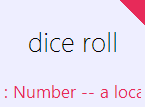 dice roll
: Number -- a loca